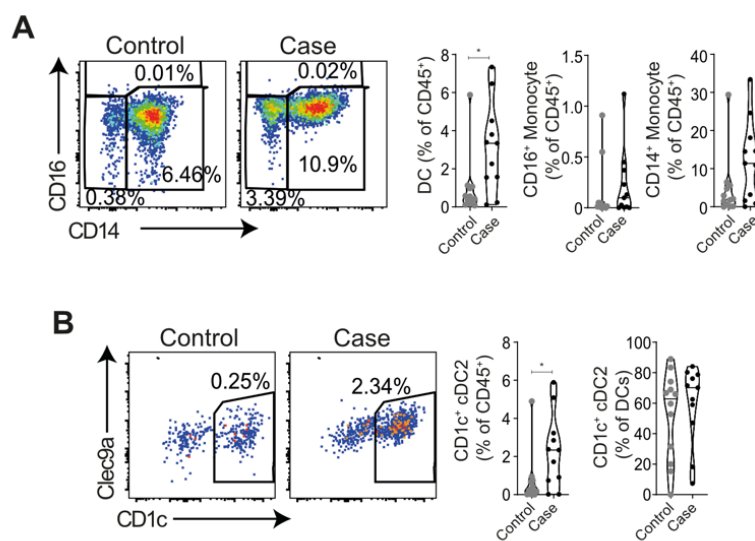 A
Control
Case
0.01%
0.02%
6.46%
10.9%
0.38%
3.39%
CD16
CD14
DC (% of CD45⁺)
8
6
4
2
0
*
Control
Case
CD16⁺ Monocyte
(% of CD45⁺)
1.5
1.0
0.5
0.0
Control
Case
CD14⁺ Monocyte
(% of CD45⁺)
40
30
20
10
0
Control
Case
B
Control
Case
0.25%
2.34%
Clec9a
CD1c
CD1c⁺ cDC2
(% of CD45⁺)
8
6
4
2
0
*
Control
Case
CD1c⁺ cDC2
(% of DCs)
100
80
60
40
20
0
Control
Case